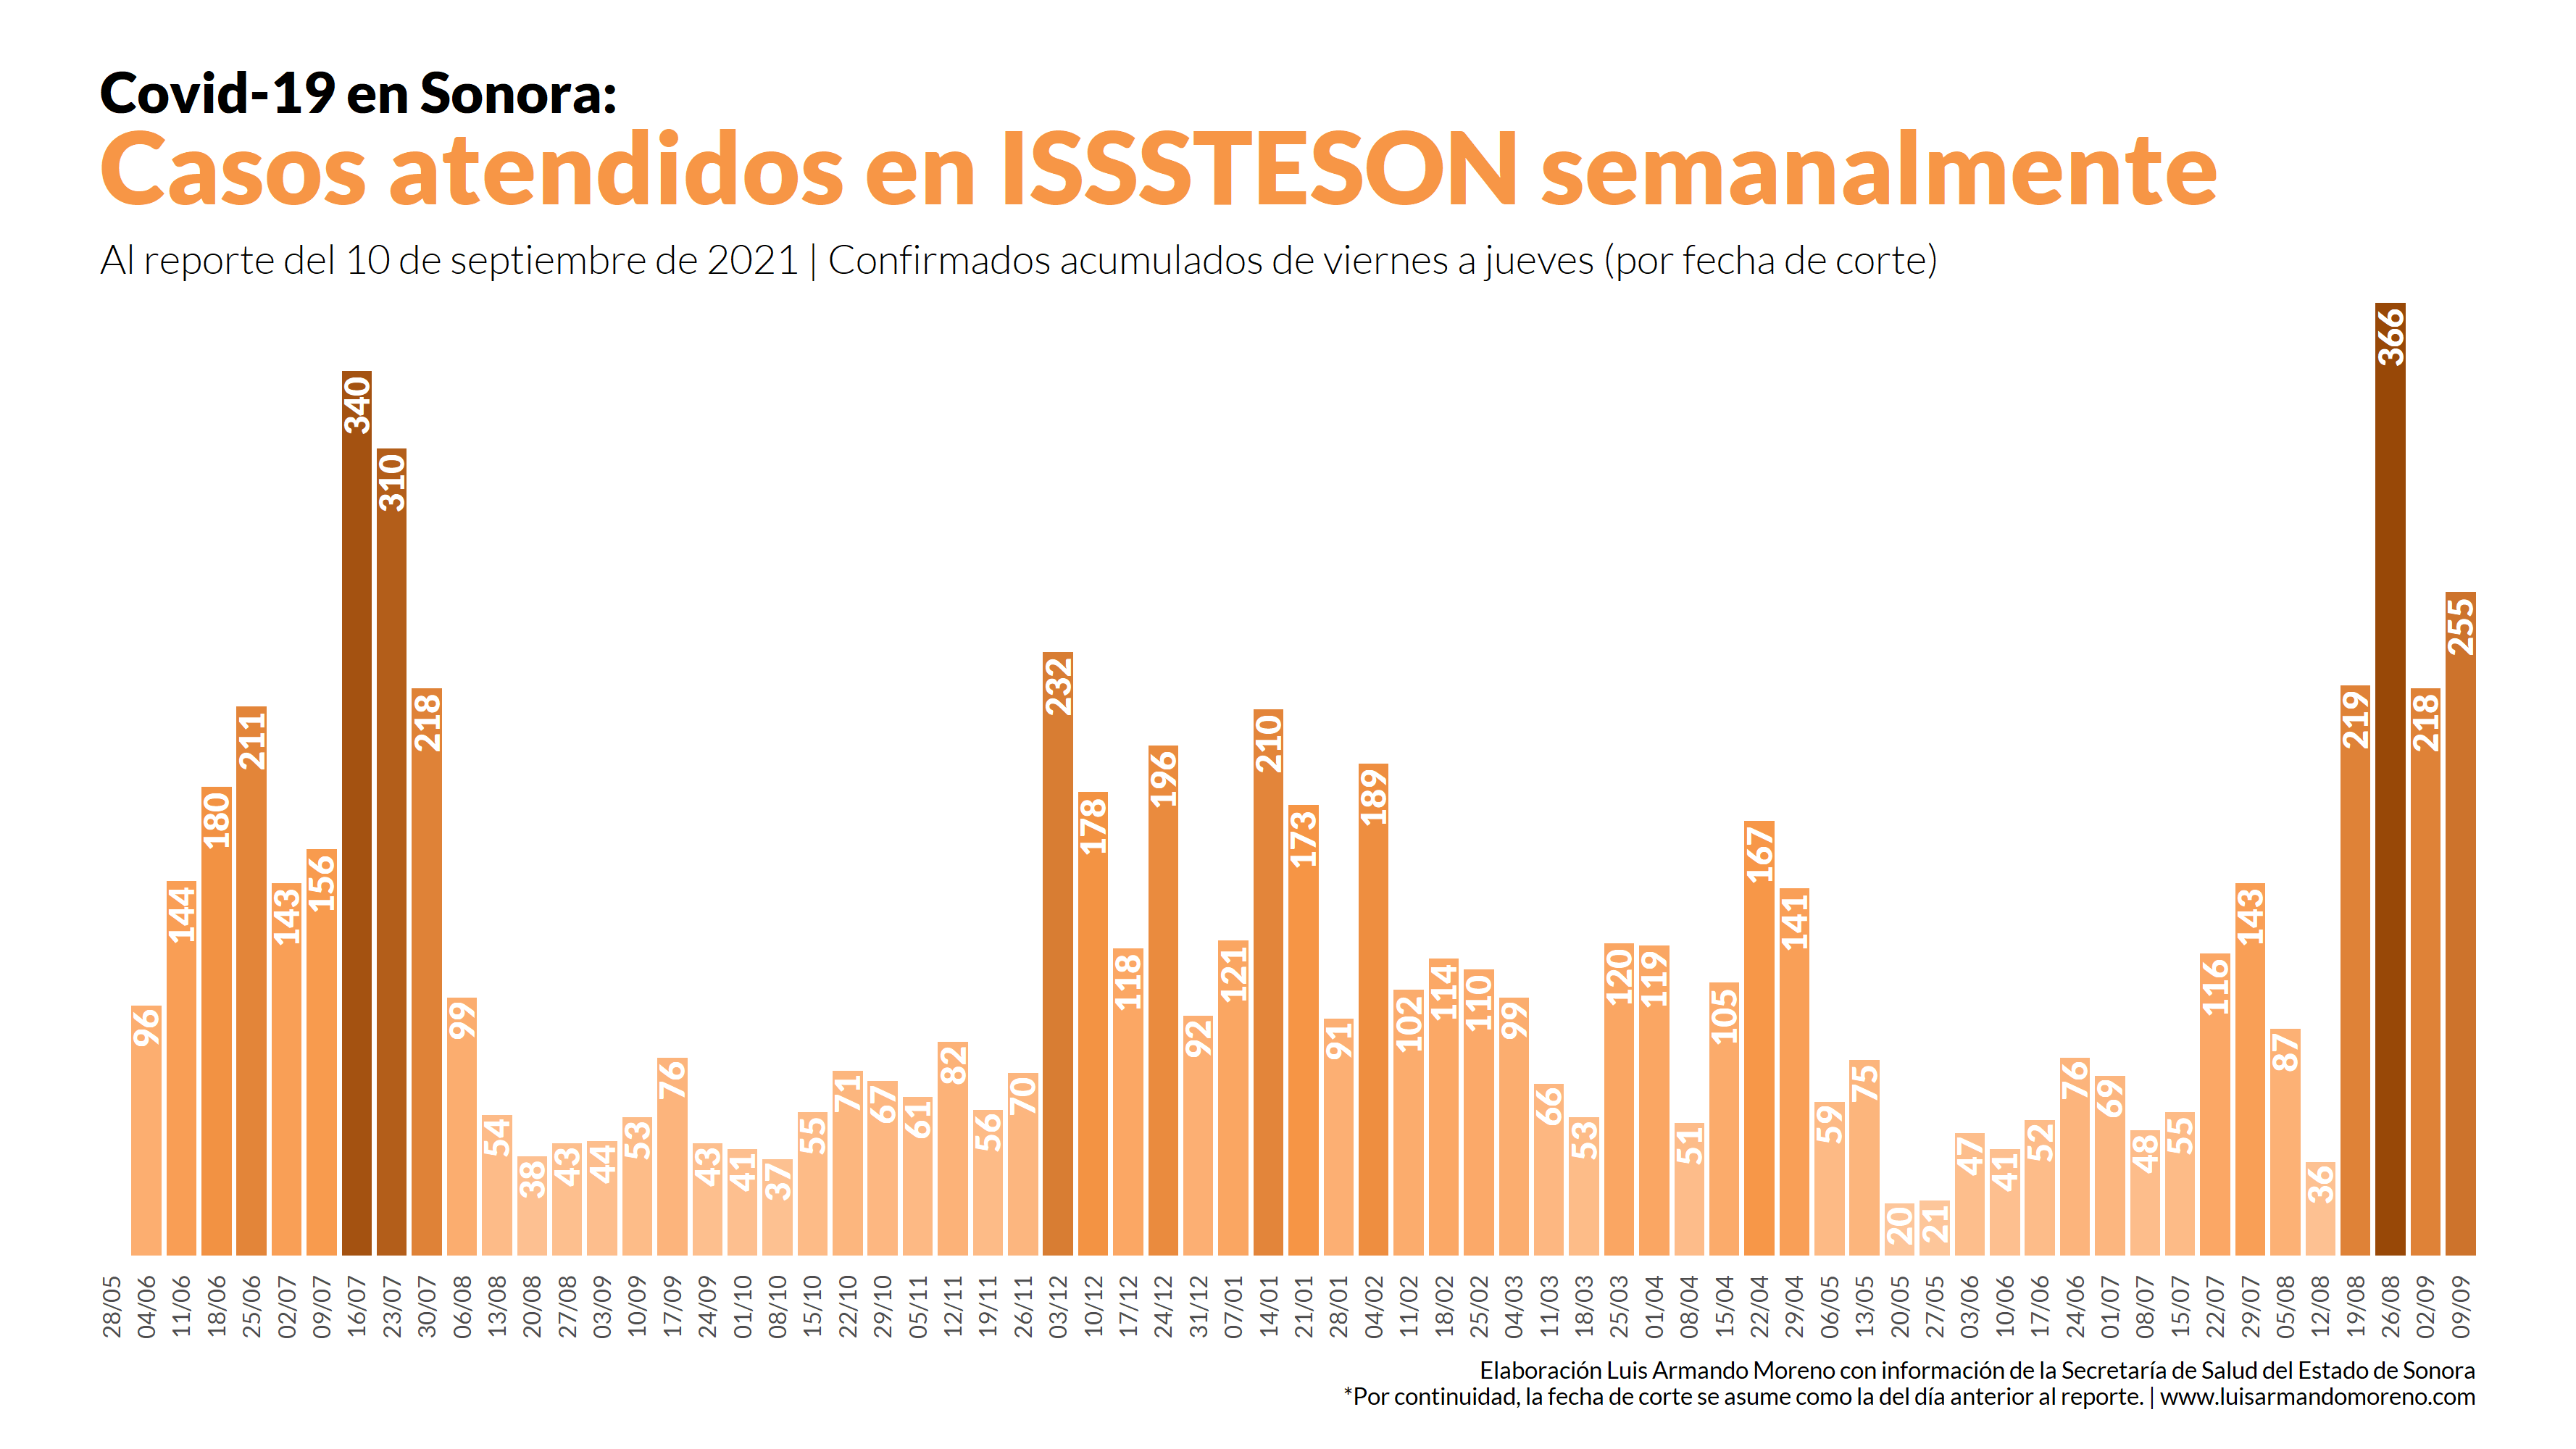 Covid-19 en Sonora:
Casos atendidos en ISSSTESON semanalmente
Al reporte del 10 de septiembre de 2021 | Confirmados acumulados de viernes a jueves (por fecha de corte)
96 144 180 211 143 156 340 310 218 99 54 38 43 44 53 76 43 41 37 55 71 67 61 82 56 70 232 178 118 196 92 121 210 173 91 189 102 114 110 99 66 53 120 119 51 105 167 141 59 75 20 21 47 41 52 76 69 48 55 116 143 87 36 219 366 218 255
28/05 04/06 11/06 18/06 25/06 02/07 09/07 16/07 23/07 30/07 06/08 13/08 20/08 27/08 03/09 10/09 17/09 24/09 01/10 08/10 15/10 22/10 29/10 05/11 12/11 19/11 26/11 03/12 10/12 17/12 24/12 31/12 07/01 14/01 21/01 28/01 04/02 11/02 18/02 25/02 04/03 11/03 18/03 25/03 01/04 08/04 15/04 22/04 29/04 06/05 13/05 20/05 27/05 03/06 10/06 17/06 24/06 01/07 08/07 15/07 22/07 29/07 05/08 12/08 19/08 26/08 02/09 09/09
Elaboración Luis Armando Moreno con información de la Secretaría de Salud del Estado de Sonora
*Por continuidad, la fecha de corte se asume como la del día anterior al reporte. | www.luisarmandomoreno.com